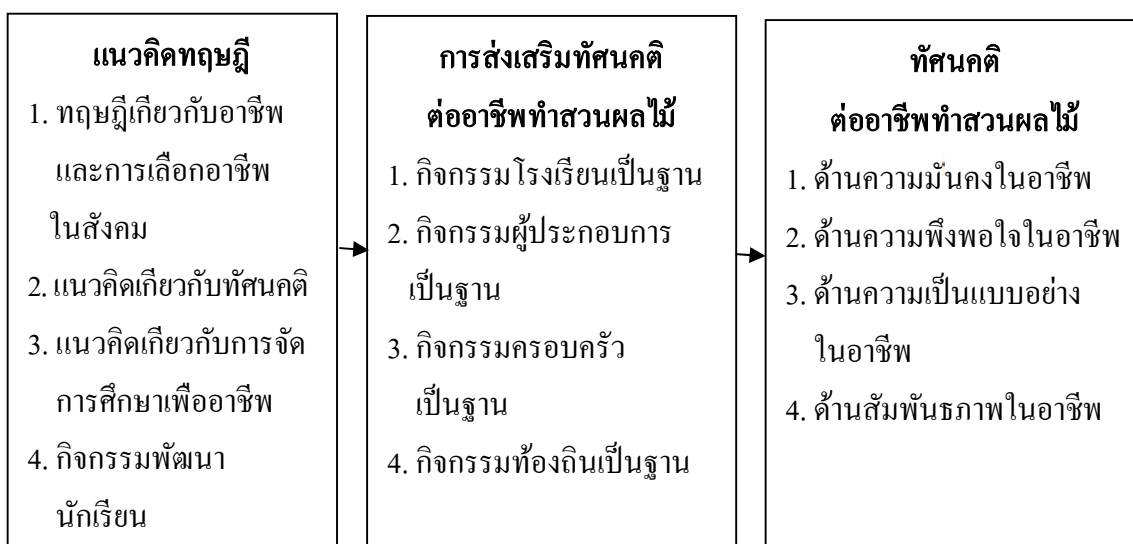 แนวคิดทฤษฎี
1. ทฤษฎีเกียวกับอาชีพ
และการเลือกอาชีพ
ในสังคม
2. แนวคิดเกียวกับทัศนคติ
3. แนวคิดเกียวกับการจัด
การศึกษาเพืออาชีพ
4. กิจกรรมพัฒนา
นักเรียน
การส่งเสริมทัศนคติ
ต่ออาชีพทำสวนผลไม้
1. กิจกรรมโรงเรียนเป็นฐาน
2. กิจกรรมผู้ประกอบการ
เป็นฐาน
3. กิจกรรมครอบครัว
เป็นฐาน
4. กิจกรรมท้องถินเป็นฐาน
ทัศนคติ
ต่ออาชีพทำสวนผลไม้
1. ด้านความมันคงในอาชีพ
2. ด้านความพึงพอใจในอาชีพ
3. ด้านความเป็นแบบอย่าง
ในอาชีพ
4. ด้านสัมพันธภาพในอาชีพ